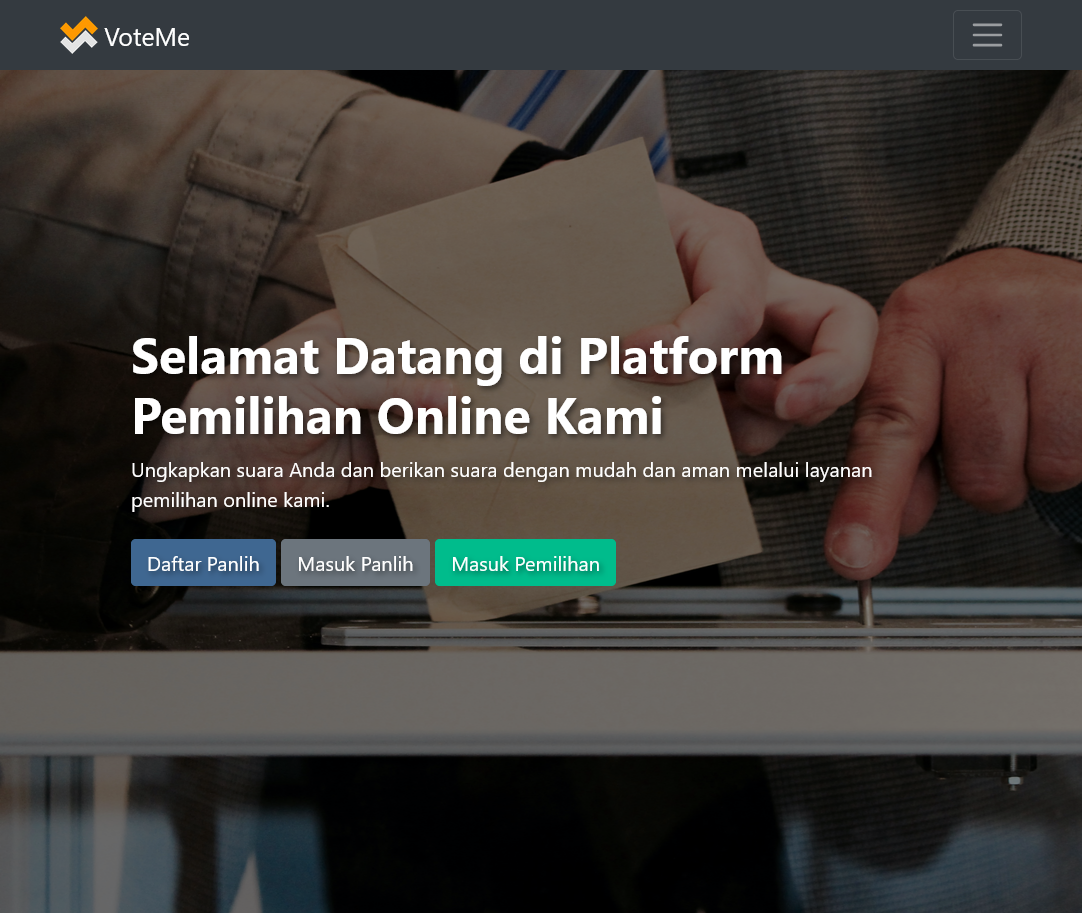 VoteMe
Selamat Datang di Platform
Pemilihan Online Kami
Ungkapkan suara Anda dan berikan suara dengan mudah dan aman melalui layanan
pemilihan online kami.
Daftar Panlih
Masuk Panlih
Masuk Pemilihan